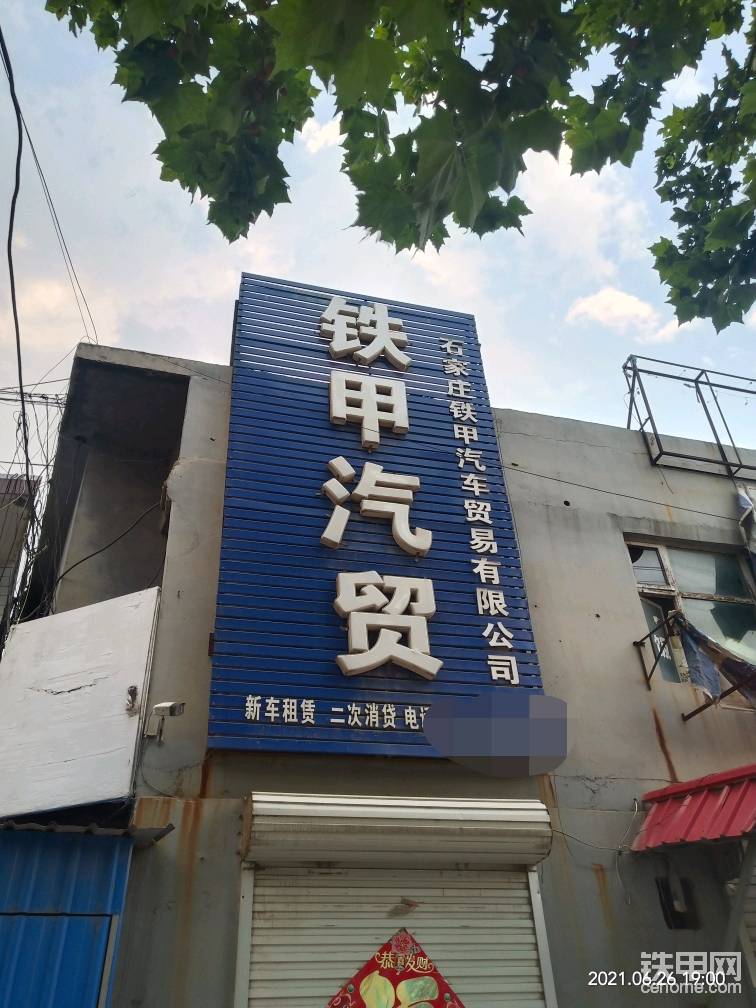 铁甲汽贸
石家庄铁甲汽车贸易有限公司
新车租赁 二次消贷 电
恭喜发财
2021.06.26 19:00
铁甲网
cehome.com